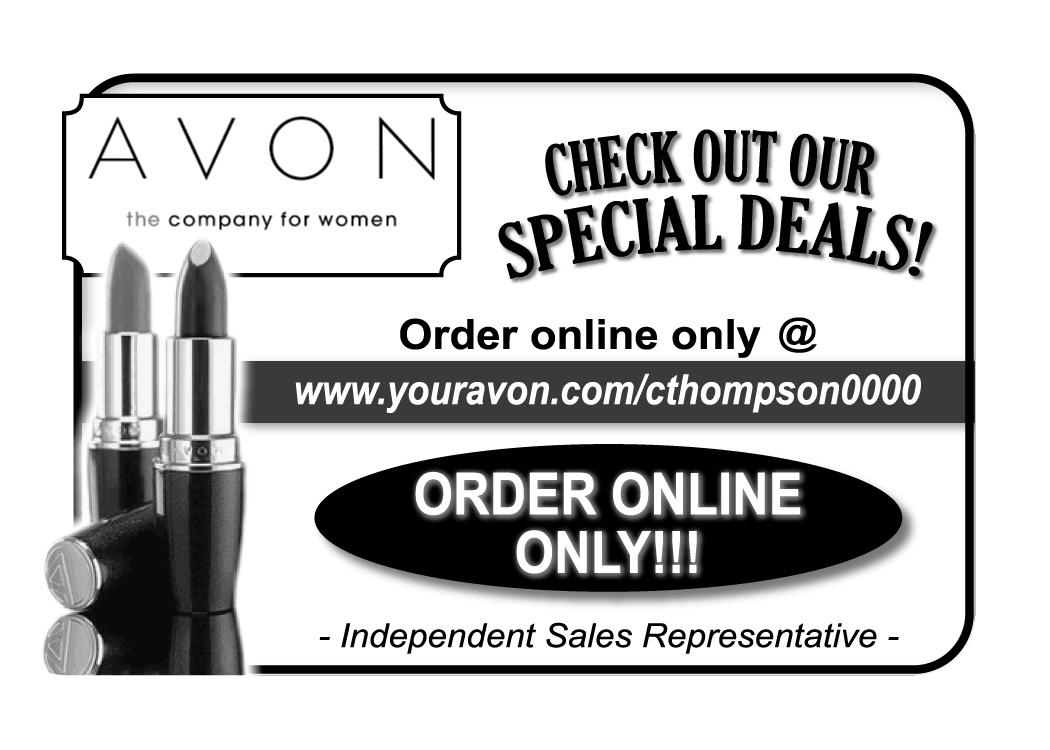 AVON
the company for women
CHECK OUT OUR
SPECIAL DEALS!
Order online only @
www.youravon.com/cthompson0000
ORDER ONLINE
ONLY!!!
- Independent Sales Representative -
AVON